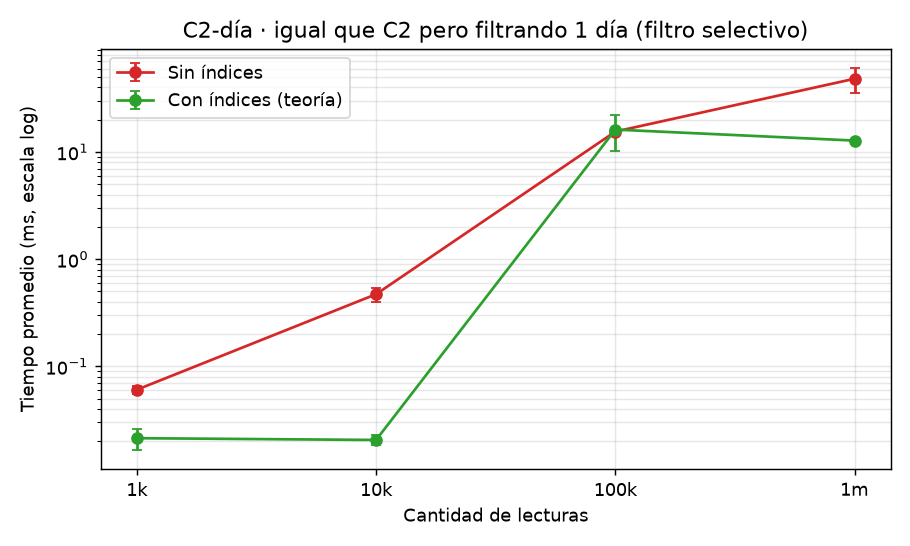 C2-día · igual que C2 pero filtrando 1 día (filtro selectivo)
Sin índices
Con índices (teoría)
Tiempo promedio (ms, escala log)
10¹
10⁰
10⁻¹
1k
10k
100k
1m
Cantidad de lecturas